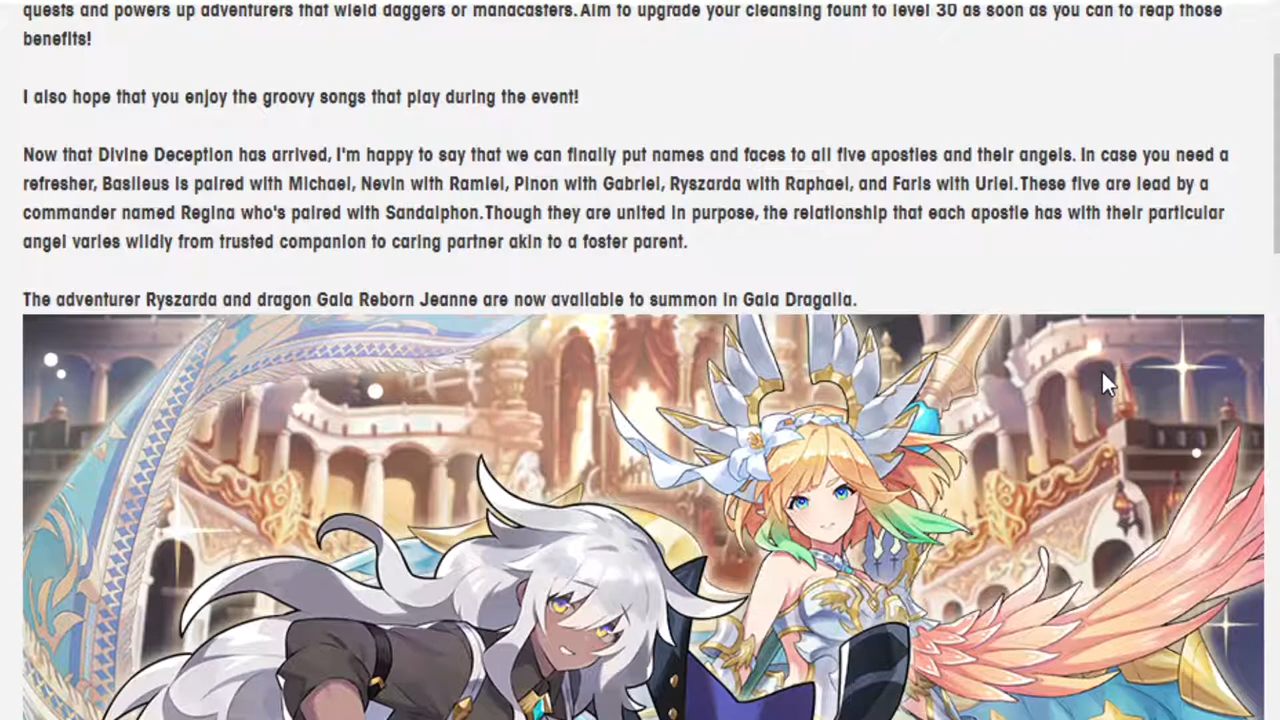 quests and powers up adventurers that wield daggers or manacasters. Aim to upgrade your cleansing fount to level 30 as soon as you can to reap those
benefits!
I also hope that you enjoy the groovy songs that play during the event!
Now that Divine Deception has arrived, I'm happy to say that we can finally put names and faces to all five apostles and their angels. In case you need a
refresher, Basileus is paired with Michael, Nevin with Ramiel, Pinon with Gabriel, Ryszarda with Raphael, and Faris with Uriel. These five are lead by a
commander named Regina who's paired with Sandalphon. Though they are united in purpose, the relationship that each apostle has with their particular
angel varies wildly from trusted companion to caring partner akin to a foster parent.
The adventurer Ryszarda and dragon Gala Reborn Jeanne are now available to summon in Gala Dragalia.